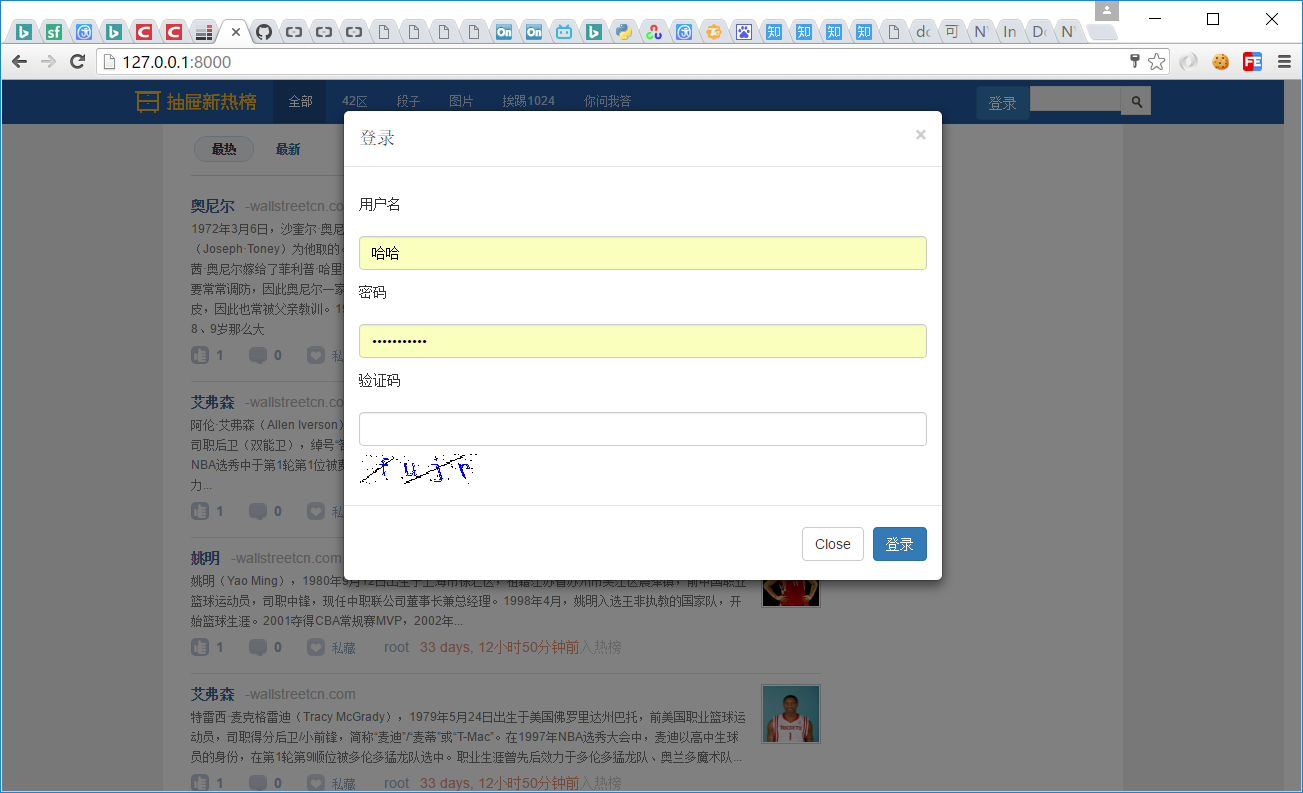 127.0.0.1:8000
抽屉新热榜 全部 42区 段子 图片 挨踢1024 你问我答 登录
最热 最新
登录 ×
用户名
哈哈
密码
•••••••••••
验证码
fujr
Close 登录
奥尼尔 -wallstreetcn.co
1972年3月6日，沙奎尔·奥尼
（Joseph·Toney）为他取的
茜·奥尼尔嫁给了菲利普·哈里
要常常调防，因此奥尼尔一家
皮，因此也常被父亲教训。19
8、9岁那么大
1 0 私
艾弗森 -wallstreetcn.co
阿伦·艾弗森（Allen Iverson）
司职后卫（双能卫），绰号“答
NBA选秀中于第1轮第1位被费
力...
1 0 私
姚明 -wallstreetcn.com
姚明（Yao Ming），1980年9月12日出生于上海市徐汇区，祖籍江苏省苏州市吴江区震泽镇，前中国职业
篮球运动员，司职中锋，现任中职联公司董事长兼总经理。1998年4月，姚明入选王非执教的国家队，开
始篮球生涯。2001夺得CBA常规赛MVP，2002年...
1 0 私藏 root 33 days, 12小时50分钟前入热榜
艾弗森 -wallstreetcn.com
特雷西·麦克格雷迪（Tracy McGrady），1979年5月24日出生于美国佛罗里达州巴托，前美国职业篮球运
动员，司职得分后卫/小前锋，简称“麦迪”/“麦蒂”或“T-Mac”。在1997年NBA选秀大会中，麦迪以高中生球
员的身份，在第1轮第9顺位被多伦多猛龙队选中。职业生涯曾先后效力于多伦多猛龙队、奥兰多魔术队...
1 0 私藏 root 33 days, 12小时50分钟前入热榜